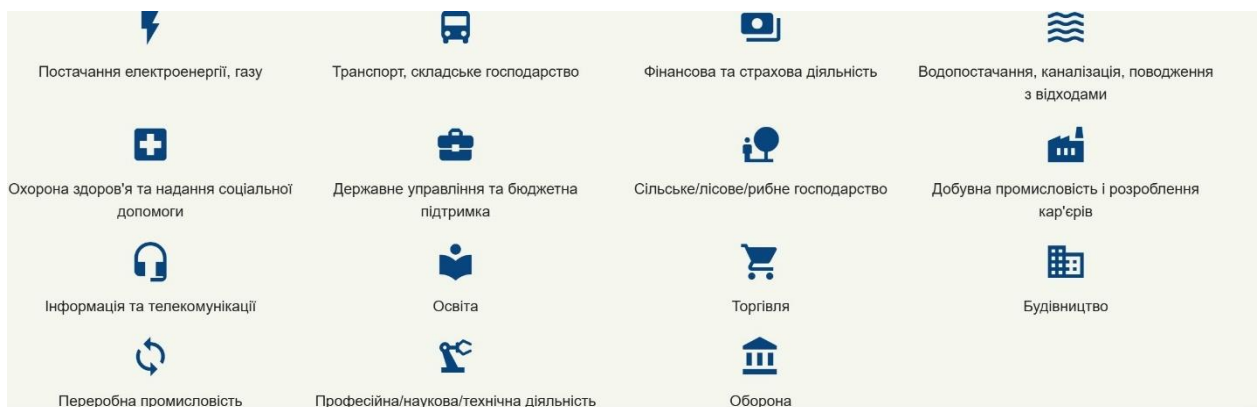 Постачання електроенергії, газу
Транспорт, складське господарство
Фінансова та страхова діяльність
Водопостачання, каналізація, поводження
з відходами
Охорона здоров'я та надання соціальної
допомоги
Державне управління та бюджетна
підтримка
Сільське/лісове/рибне господарство
Добувна промисловість і розроблення
кар'єрів
Інформація та телекомунікації
Освіта
Торгівля
Будівництво
Переробна промисловість
Професійна/наукова/технічна діяльність
Оборона